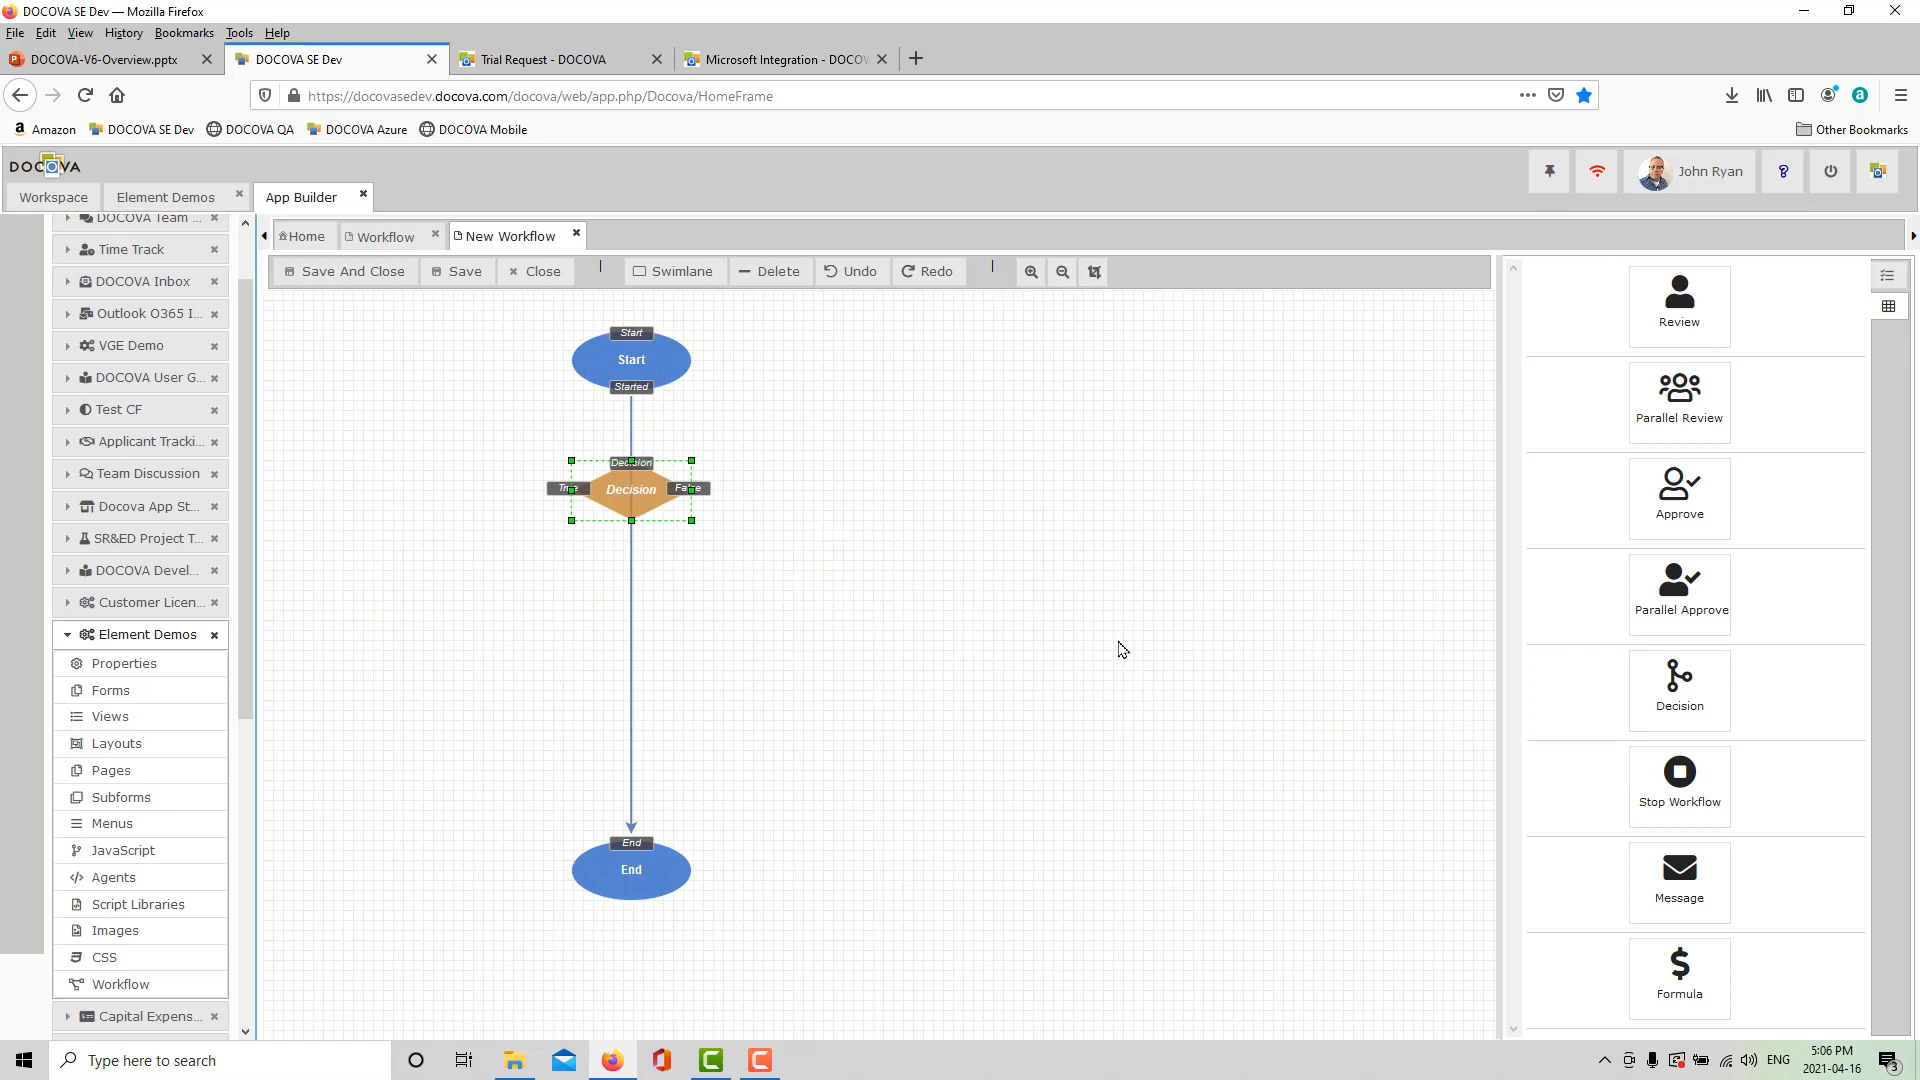 DOCOVA SE Dev — Mozilla Firefox
File Edit View History Bookmarks Tools Help
DOCOVA-V6-Overview.pptx
DOCOVA SE Dev
Trial Request - DOCOVA
Microsoft Integration - DOCOV
https://docovasedev.docova.com/docova/web/app.php/Docova/HomeFrame
Amazon DOCOVA SE Dev DOCOVA QA DOCOVA Azure DOCOVA Mobile Other Bookmarks
DOCOVA
John Ryan
Workspace Element Demos App Builder
DOCOVA Team ...
Time Track
DOCOVA Inbox
Outlook O365 I...
VGE Demo
DOCOVA User G...
Test CF
Applicant Tracki...
Team Discussion
Docova App St...
SR&ED Project T...
DOCOVA Devel...
Customer Licen...
Element Demos
Properties
Forms
Views
Layouts
Pages
Subforms
Menus
JavaScript
Agents
Script Libraries
Images
CSS
Workflow
Capital Expens...
Home Workflow New Workflow
Save And Close Save Close | Swimlane Delete Undo Redo |
Start
Start
Started
Decision
True Decision False
End
End
Review
Parallel Review
Approve
Parallel Approve
Decision
Stop Workflow
Message
Formula
Type here to search
ENG
5:06 PM
2021-04-16
3